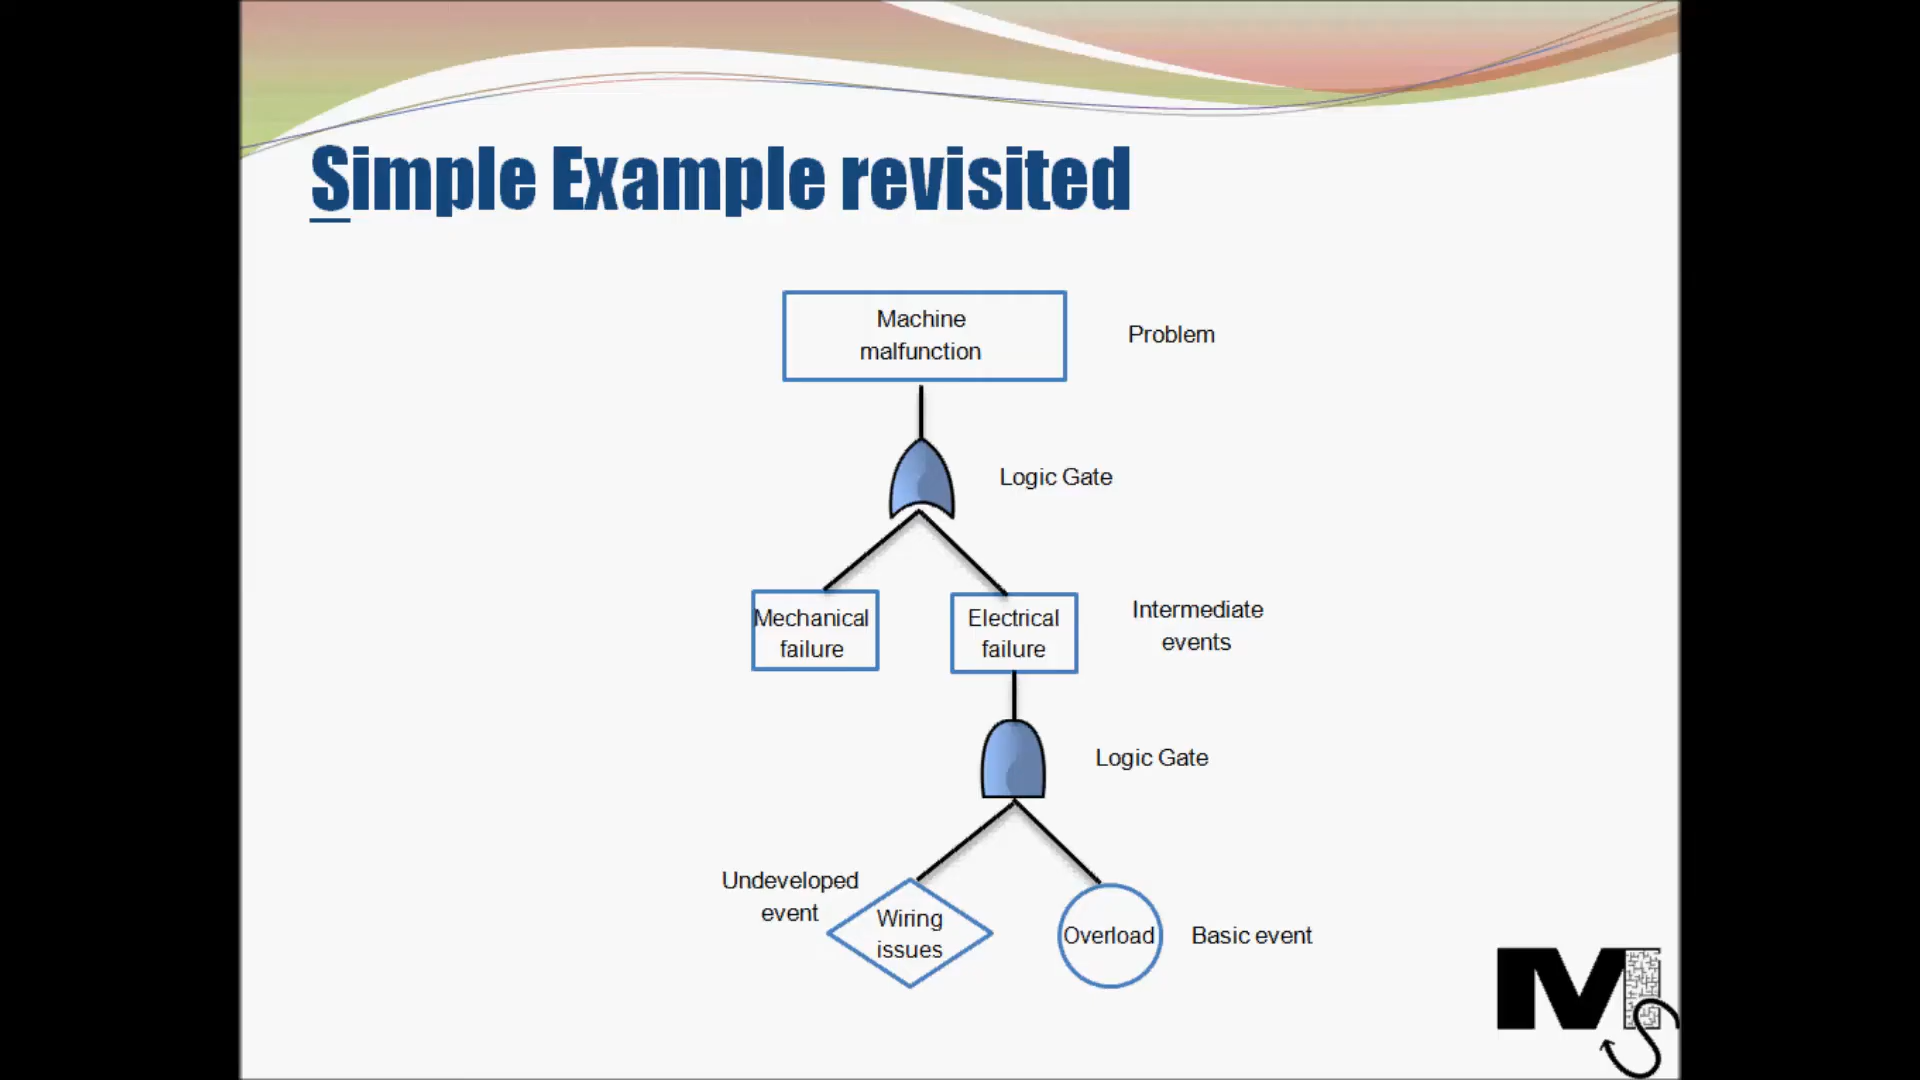 Simple Example revisited
Machine
malfunction
Problem
Logic Gate
Mechanical
failure
Electrical
failure
Intermediate
events
Logic Gate
Undeveloped
event
Wiring
issues
Overload
Basic event
MS